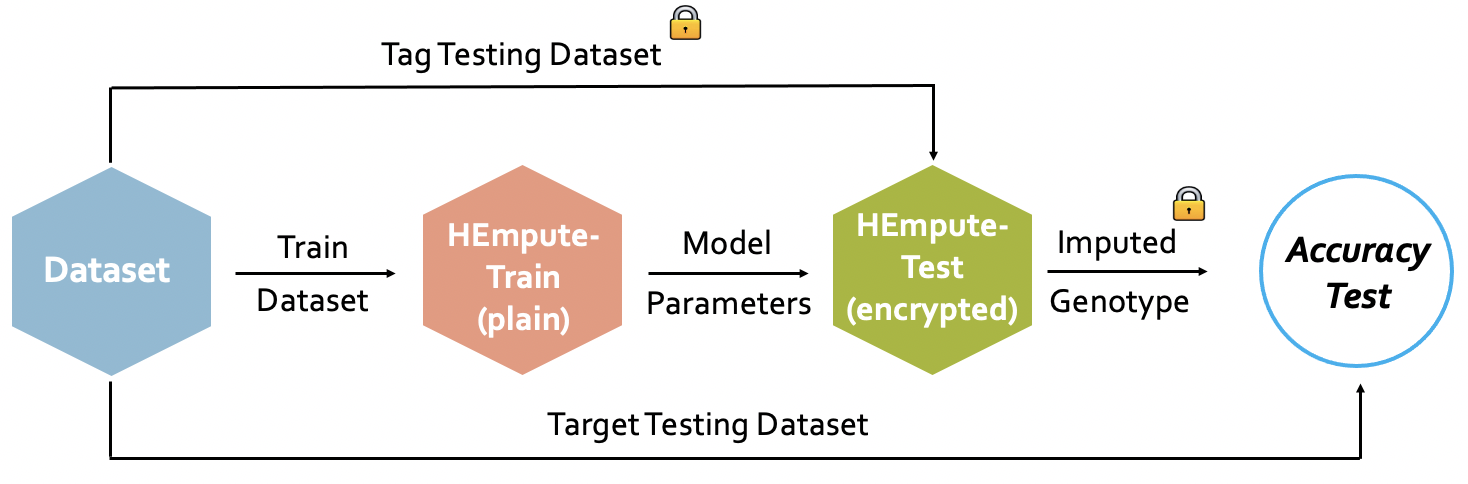 Tag Testing Dataset
Dataset
Train
Dataset
HEmpute-
Train
(plain)
Model
Parameters
HEmpute-
Test
(encrypted)
Imputed
Genotype
Accuracy
Test
Target Testing Dataset